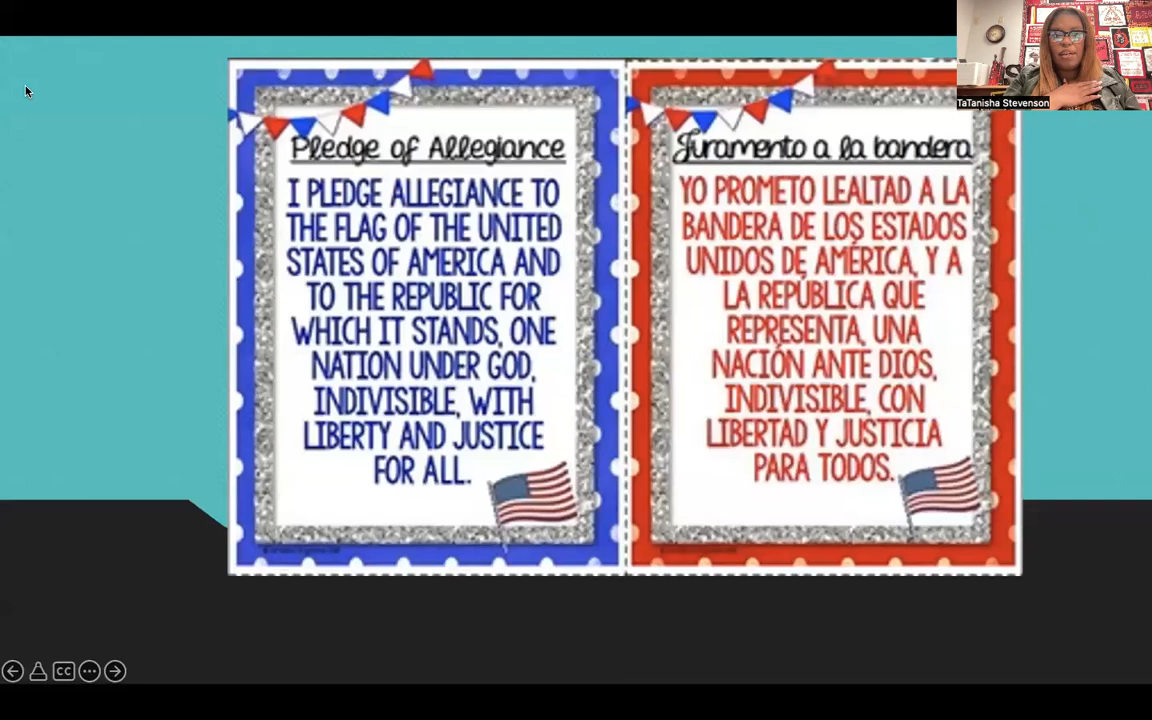 TaTanisha Stevenson
Pledge of Allegiance
I PLEDGE ALLEGIANCE TO
THE FLAG OF THE UNITED
STATES OF AMERICA AND
TO THE REPUBLIC FOR
WHICH IT STANDS, ONE
NATION UNDER GOD,
INDIVISIBLE, WITH
LIBERTY AND JUSTICE
FOR ALL.
Juramento a la bandera
YO PROMETO LEALTAD A LA
BANDERA DE LOS ESTADOS
UNIDOS DE AMÉRICA, Y A
LA REPÚBLICA QUE
REPRESENTA, UNA
NACIÓN ANTE DIOS,
INDIVISIBLE, CON
LIBERTAD Y JUSTICIA
PARA TODOS.
CC